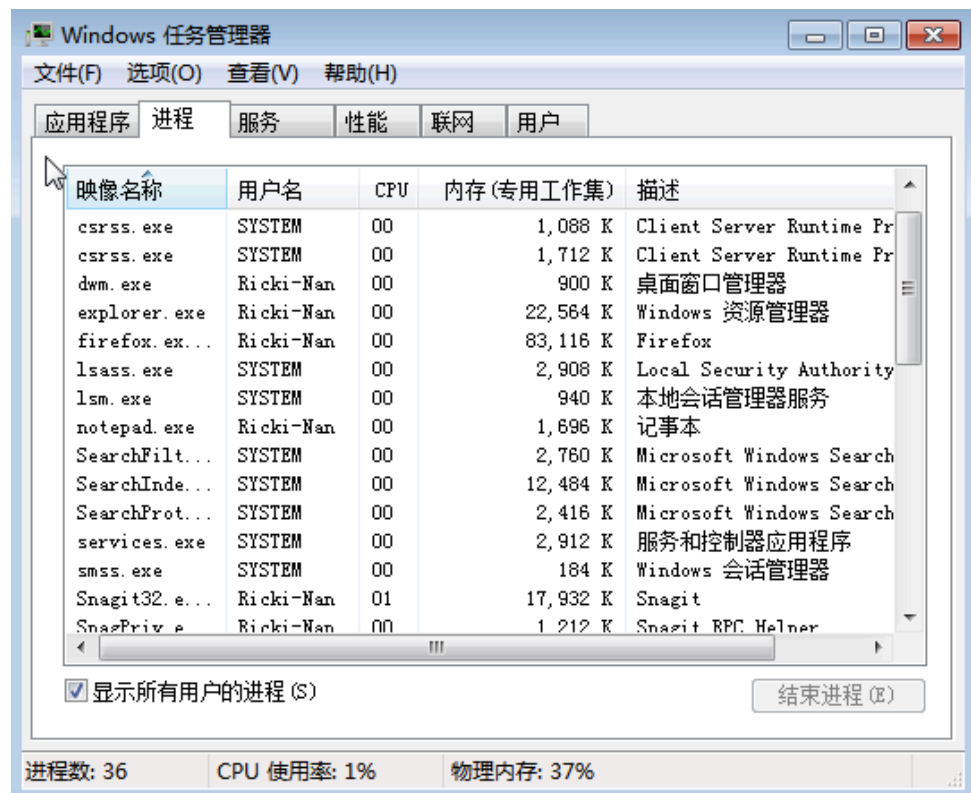 Windows 任务管理器
文件(F) 选项(O) 查看(V) 帮助(H)
应用程序 进程 服务 性能 联网 用户
映像名称 用户名 CPU 内存(专用工作集) 描述
csrss.exe SYSTEM 00 1,088 K Client Server Runtime Pr
csrss.exe SYSTEM 00 1,712 K Client Server Runtime Pr
dwm.exe Ricki-Nan 00 900 K 桌面窗口管理器
explorer.exe Ricki-Nan 00 22,564 K Windows 资源管理器
firefox.ex... Ricki-Nan 00 83,116 K Firefox
lsass.exe SYSTEM 00 2,908 K Local Security Authority
lsm.exe SYSTEM 00 940 K 本地会话管理器服务
notepad.exe Ricki-Nan 00 1,696 K 记事本
SearchFilt... SYSTEM 00 2,760 K Microsoft Windows Search
SearchInde... SYSTEM 00 12,484 K Microsoft Windows Search
SearchProt... SYSTEM 00 2,416 K Microsoft Windows Search
services.exe SYSTEM 00 2,912 K 服务和控制器应用程序
smss.exe SYSTEM 00 184 K Windows 会话管理器
Snagit32.e... Ricki-Nan 01 17,932 K Snagit
SnagPriv.e Ricki-Nan 00 1,212 K Snagit RPC Helper
显示所有用户的进程(S) 结束进程(E)
进程数: 36 CPU 使用率: 1% 物理内存: 37%